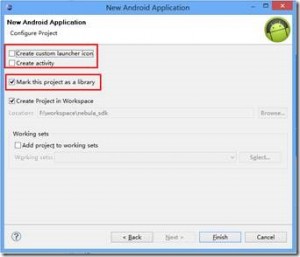 New Android Application
New Android Application
Configure Project
Create custom launcher icon
Create activity
Mark this project as a library
Create Project in Workspace
Location: F:\workspace\nebula_sdk
Browse...
Working sets
Add project to working sets
Working sets:
Select...
< Back
Next >
Finish
Cancel